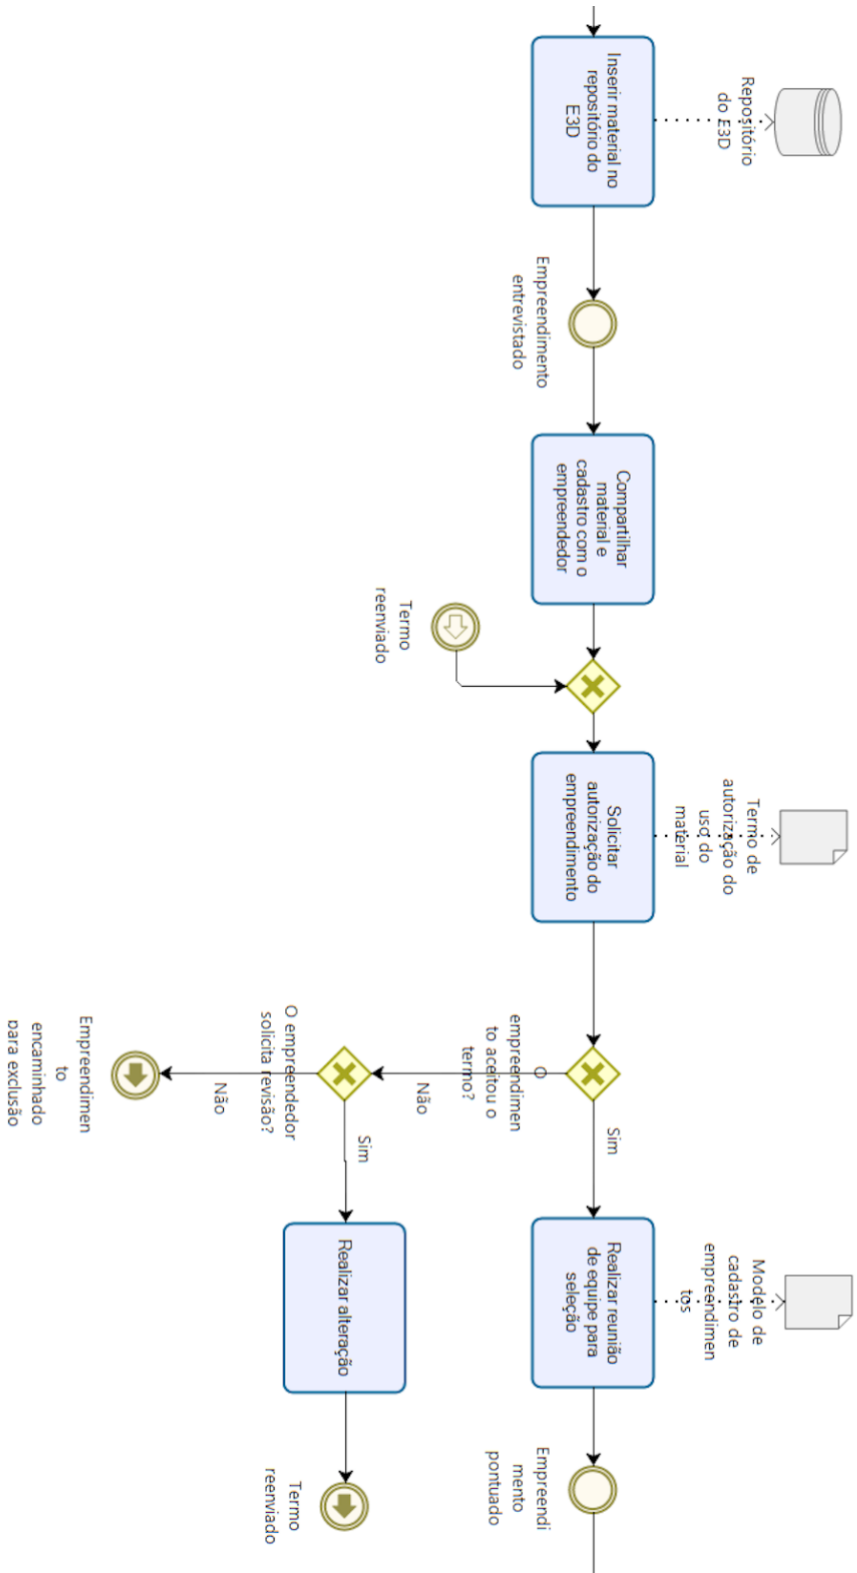 Repositório
do E3D
Inserir material no
repositório do
E3D
Empreendimento
entrevistado
Compartilhar
material e
cadastro com o
empreendedor
Termo
reenviado
Termo de
autorização do
uso do
material
Solicitar
autorização do
empreendimento
O
empreendimen
to aceitou o
termo?
Sim
Não
O empreendedor
solicita revisão?
Sim
Não
Empreendimen
to
encaminhado
para exclusão
Modelo de
cadastro de
empreendimen
tos
Realizar reunião
de equipe para
seleção
Realizar alteração
Empreendi
mento
pontuado
Termo
reenviado